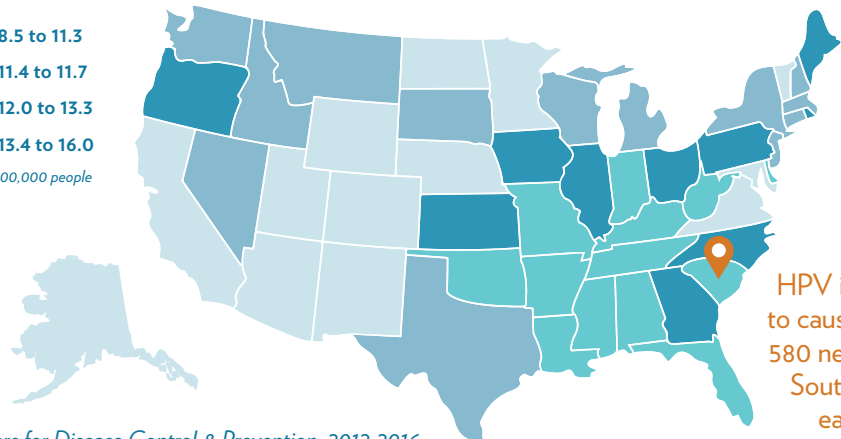 8.5 to 11.3
11.4 to 11.7
12.0 to 13.3
13.4 to 16.0
00,000 people
HPV i
to caus
580 ne
Sout
ea
for Disease Control & Prevention, 2012-2016